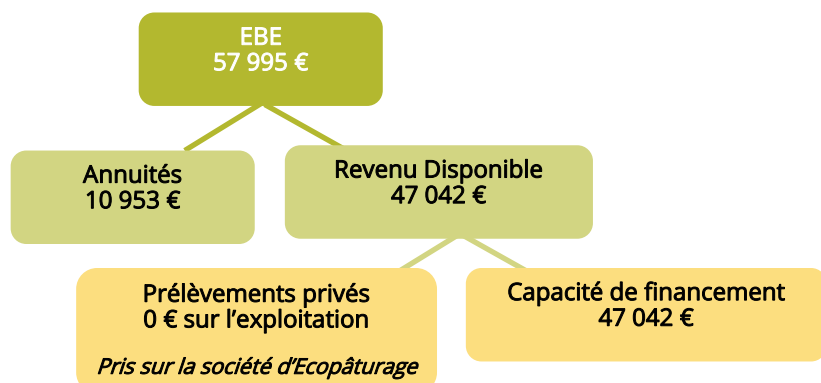 EBE
57 995 €
Annuités
10 953 €
Revenu Disponible
47 042 €
Prélèvements privés
0 € sur l’exploitation
Pris sur la société d’Ecopâturage
Capacité de financement
47 042 €